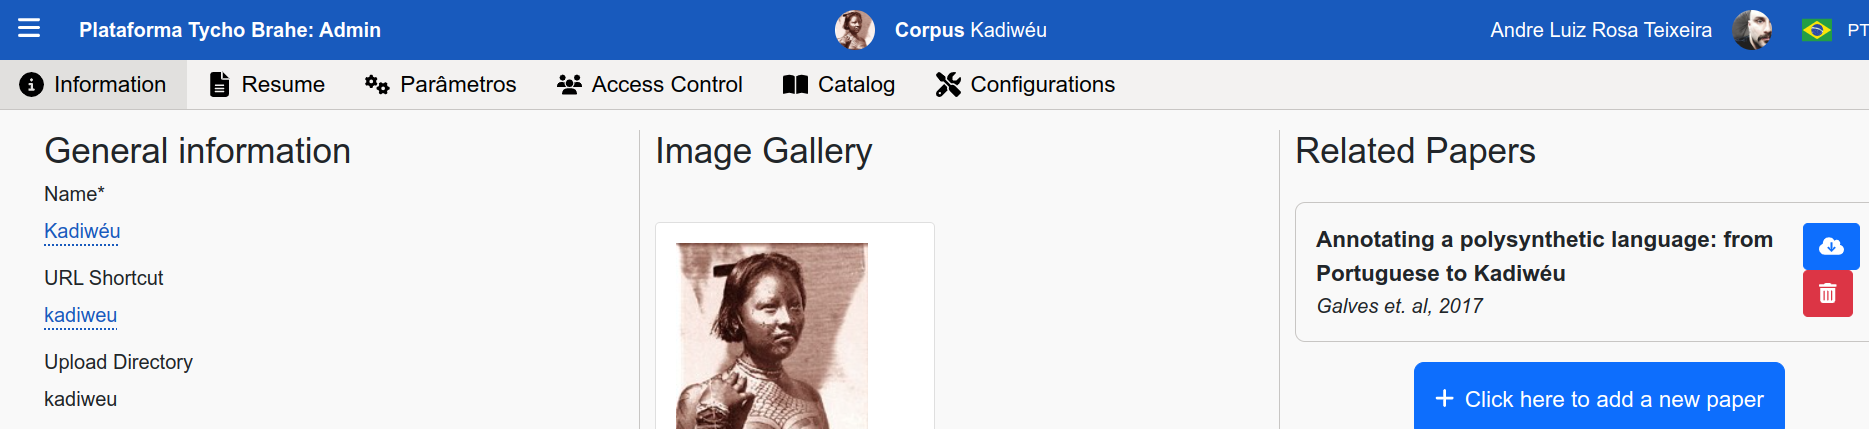 Plataforma Tycho Brahe: Admin
Corpus Kadiwéu
Andre Luiz Rosa Teixeira
PT
Information
Resume
Parâmetros
Access Control
Catalog
Configurations
General information
Name*
Kadiwéu
URL Shortcut
kadiweu
Upload Directory
kadiweu
Image Gallery
Related Papers
Annotating a polysynthetic language: from
Portuguese to Kadiwéu
Galves et. al, 2017
Click here to add a new paper